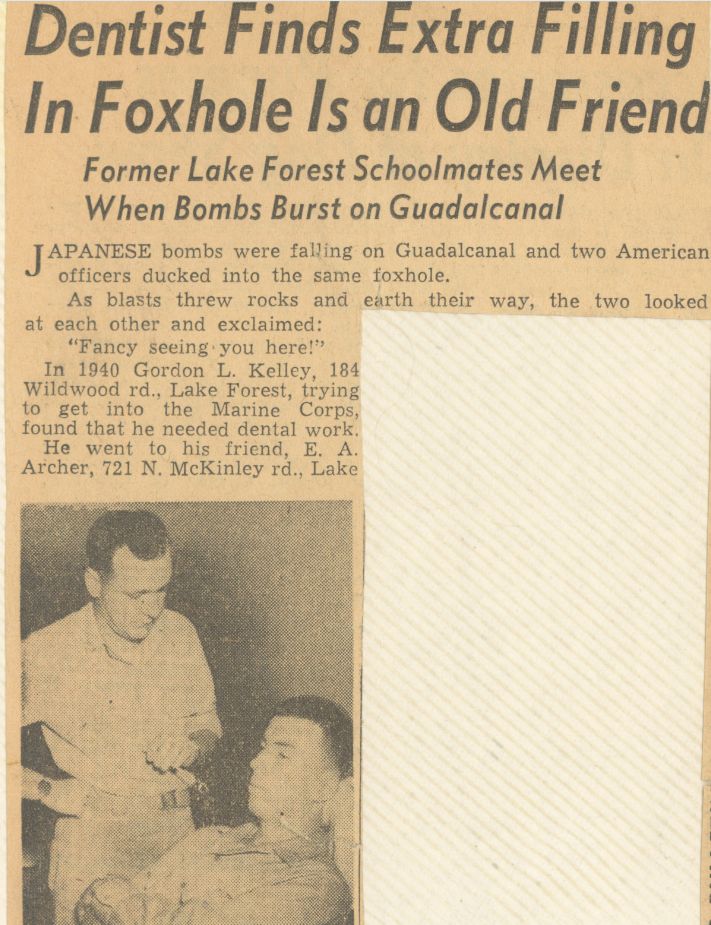 Dentist Finds Extra Filling
In Foxhole Is an Old Friend
Former Lake Forest Schoolmates Meet
When Bombs Burst on Guadalcanal
JAPANESE bombs were falling on Guadalcanal and two American
officers ducked into the same foxhole.
As blasts threw rocks and earth their way, the two looked
at each other and exclaimed:
"Fancy seeing you here!"
In 1940 Gordon L. Kelley, 184
Wildwood rd., Lake Forest, trying
to get into the Marine Corps,
found that he needed dental work.
He went to his friend, E. A.
Archer, 721 N. McKinley rd., Lake